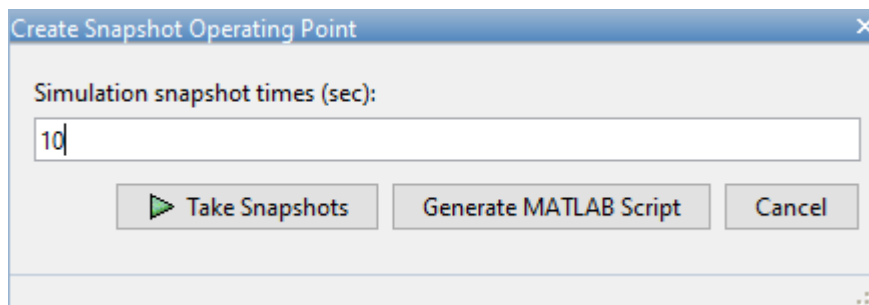 Create Snapshot Operating Point
Simulation snapshot times (sec):
10
Take Snapshots
Generate MATLAB Script
Cancel